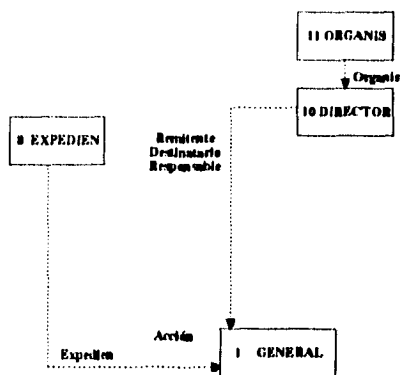 11 ORGANIS
Organis
10 DIRECTOR
Remitente
Destinatario
Responsable
8 EXPEDIEN
Acción
Expedien
1 GENERAL